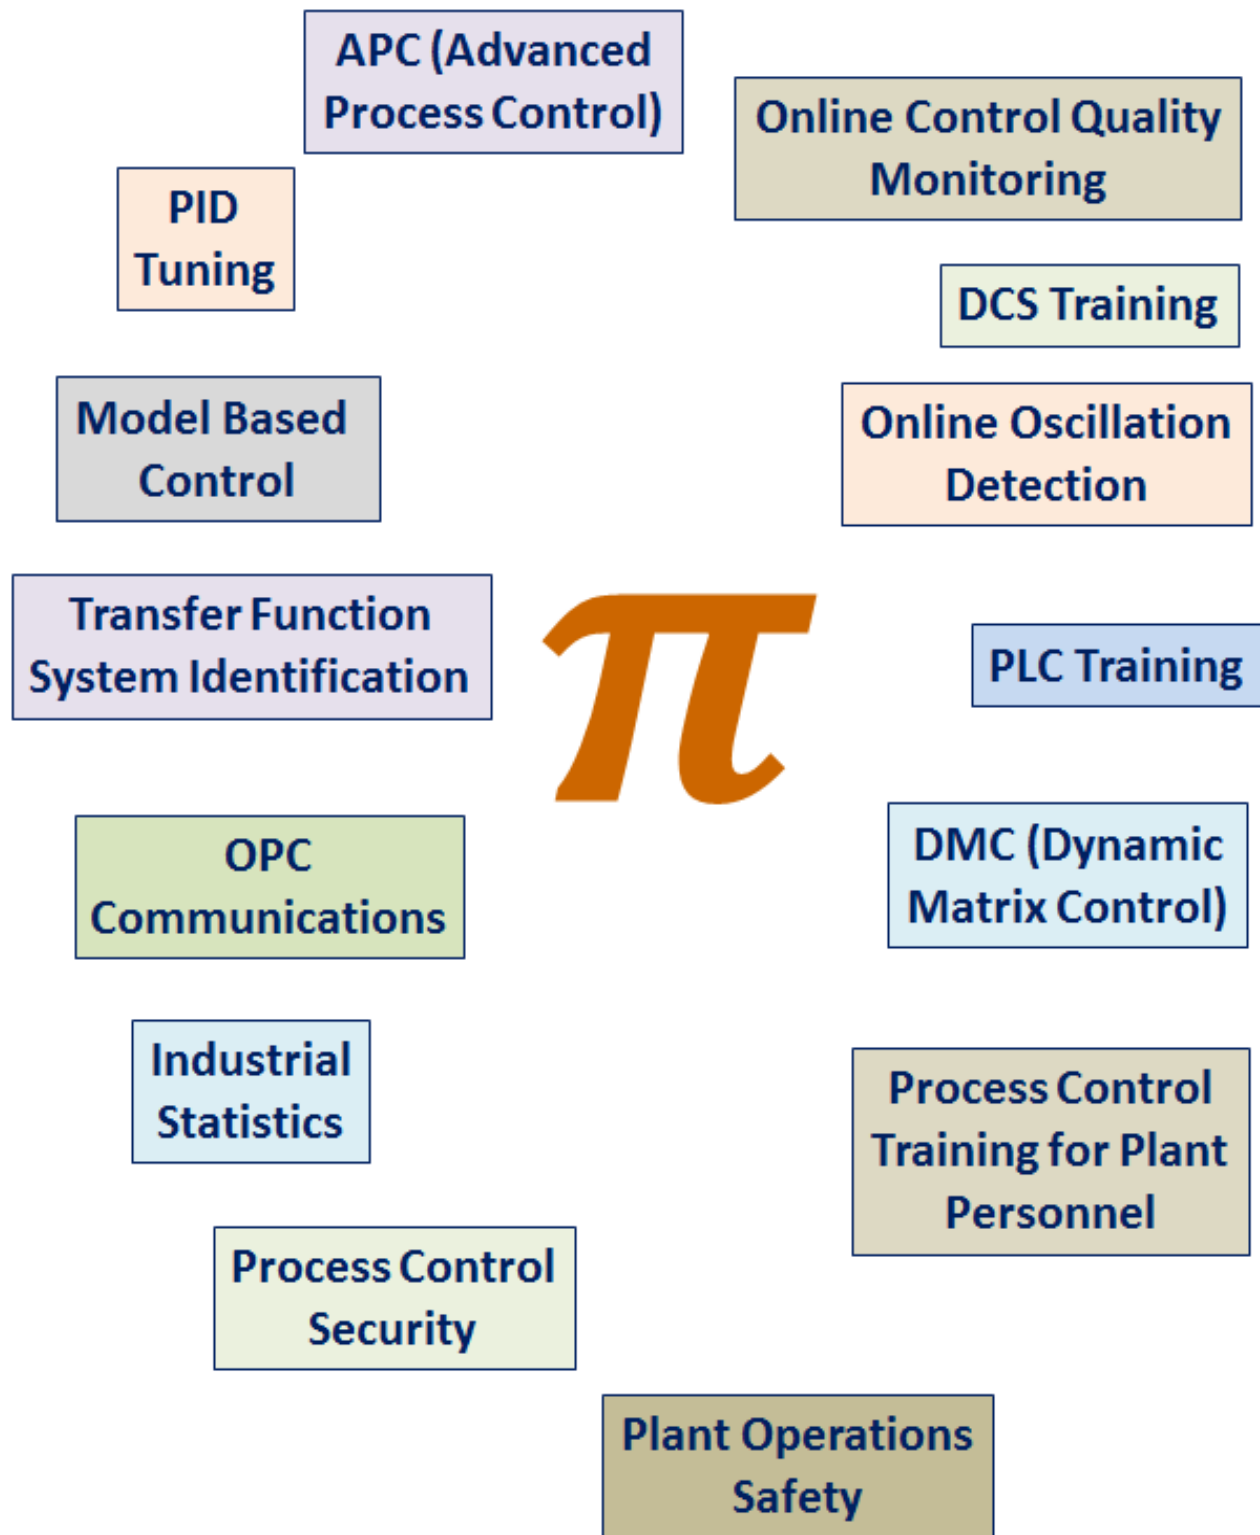 APC (Advanced
Process Control)
Online Control Quality
Monitoring
PID
Tuning
DCS Training
Model Based
Control
Online Oscillation
Detection
Transfer Function
System Identification
π
PLC Training
OPC
Communications
DMC (Dynamic
Matrix Control)
Industrial
Statistics
Process Control
Training for Plant
Personnel
Process Control
Security
Plant Operations
Safety